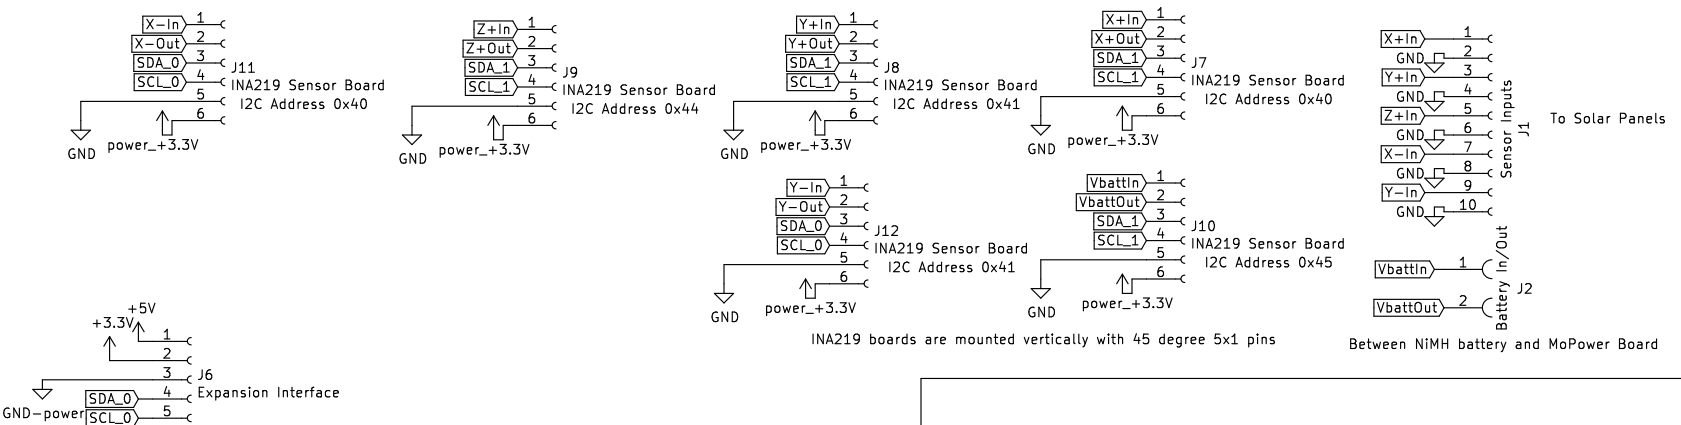 X-In 1
X-Out 2
SDA_0 3
SCL_0 4
5
6
J11
INA219 Sensor Board
I2C Address 0x40
GND
power_+3.3V
Z+In 1
Z+Out 2
SDA_1 3
SCL_1 4
5
6
J9
INA219 Sensor Board
I2C Address 0x44
GND
power_+3.3V
Y+In 1
Y+Out 2
SDA_1 3
SCL_1 4
5
6
J8
INA219 Sensor Board
I2C Address 0x41
GND
power_+3.3V
X+In 1
X+Out 2
SDA_1 3
SCL_1 4
5
6
J7
INA219 Sensor Board
I2C Address 0x40
GND
power_+3.3V
X+In 1
GND 2
Y+In 3
GND 4
Z+In 5
GND 6
X-In 7
GND 8
Y-In 9
GND 10
Sensor Inputs
J1
To Solar Panels
Y-In 1
Y-Out 2
SDA_0 3
SCL_0 4
5
6
J12
INA219 Sensor Board
I2C Address 0x41
GND
power_+3.3V
VbattIn 1
VbattOut 2
SDA_1 3
SCL_1 4
5
6
J10
INA219 Sensor Board
I2C Address 0x45
GND
power_+3.3V
VbattIn 1
VbattOut 2
Battery In/Out
J2
INA219 boards are mounted vertically with 45 degree 5x1 pins
Between NiMH battery and MoPower Board
+5V
+3.3V
1
2
3
SDA_0 4
SCL_0 5
J6
Expansion Interface
GND-power